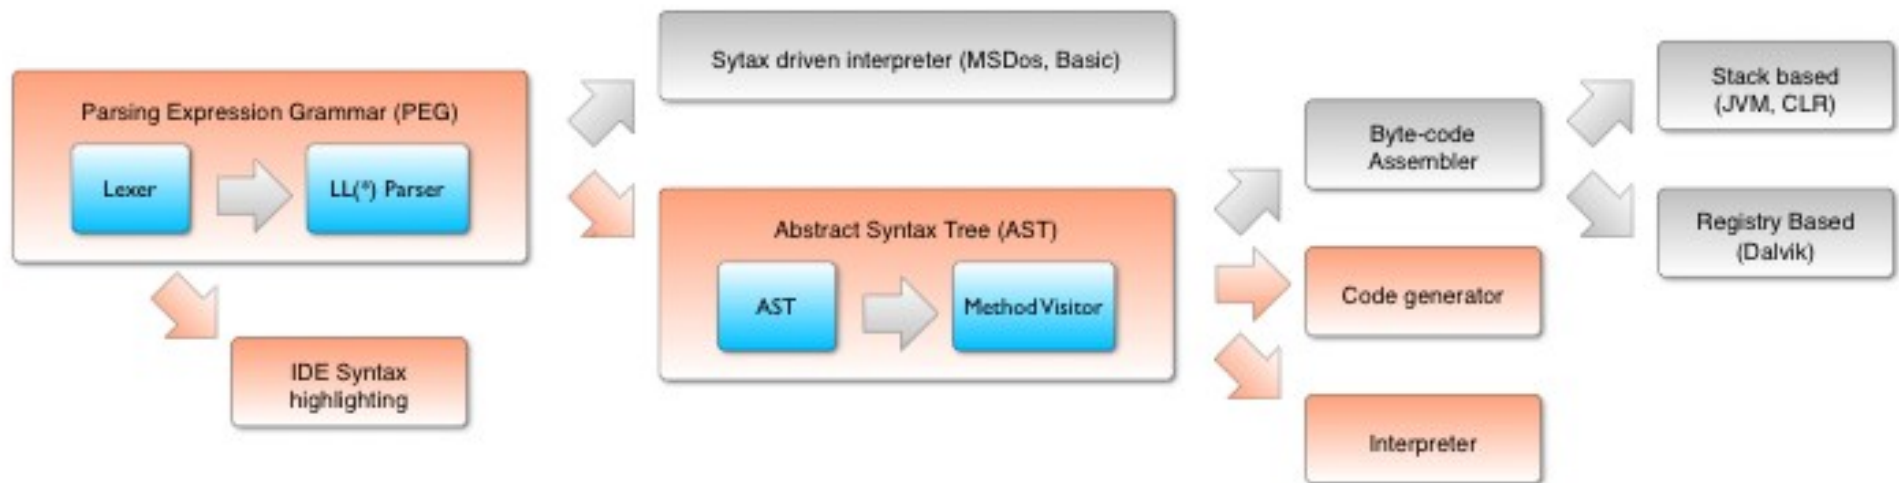 Sytax driven interpreter (MSDos, Basic)
Parsing Expression Grammar (PEG)
Lexer
LL(*) Parser
IDE Syntax
highlighting
Abstract Syntax Tree (AST)
AST
Method Visitor
Byte-code
Assembler
Code generator
Interpreter
Stack based
(JVM, CLR)
Registry Based
(Dalvik)